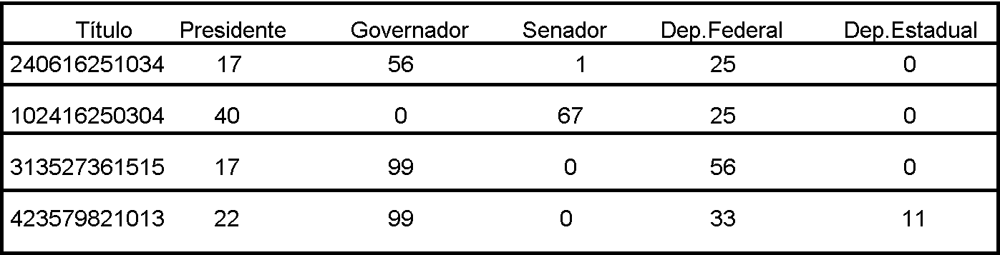 Título Presidente Governador Senador Dep.Federal Dep.Estadual
240616251034 17 56 1 25 0
102416250304 40 0 67 25 0
313527361515 17 99 0 56 0
423579821013 22 99 0 33 11